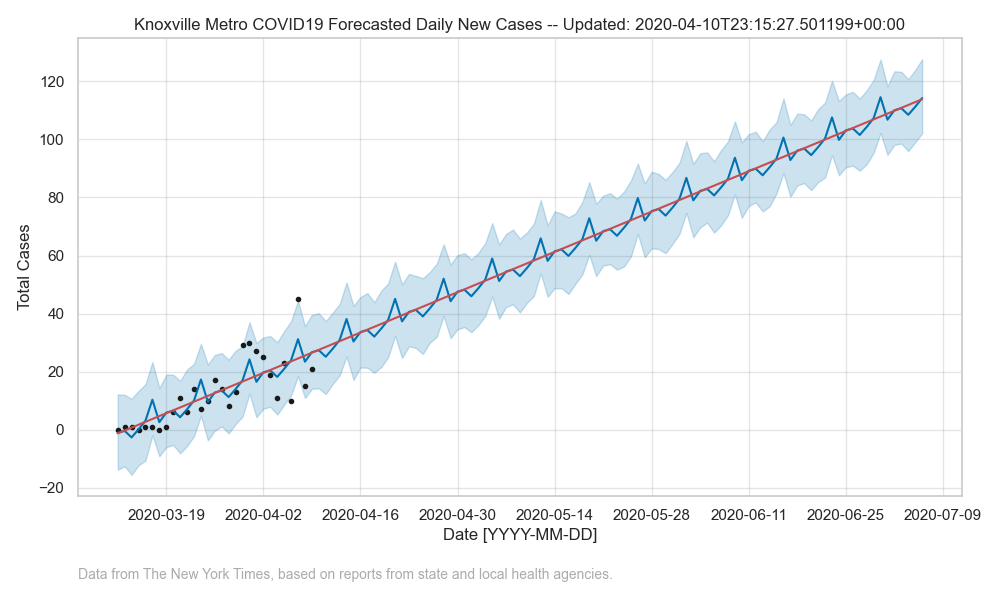 Knoxville Metro COVID19 Forecasted Daily New Cases -- Updated: 2020-04-10T23:15:27.501199+00:00
Total Cases
120
100
80
60
40
20
0
−20
2020-03-19 2020-04-02 2020-04-16 2020-04-30 2020-05-14 2020-05-28 2020-06-11 2020-06-25 2020-07-09
Date [YYYY-MM-DD]
Data from The New York Times, based on reports from state and local health agencies.